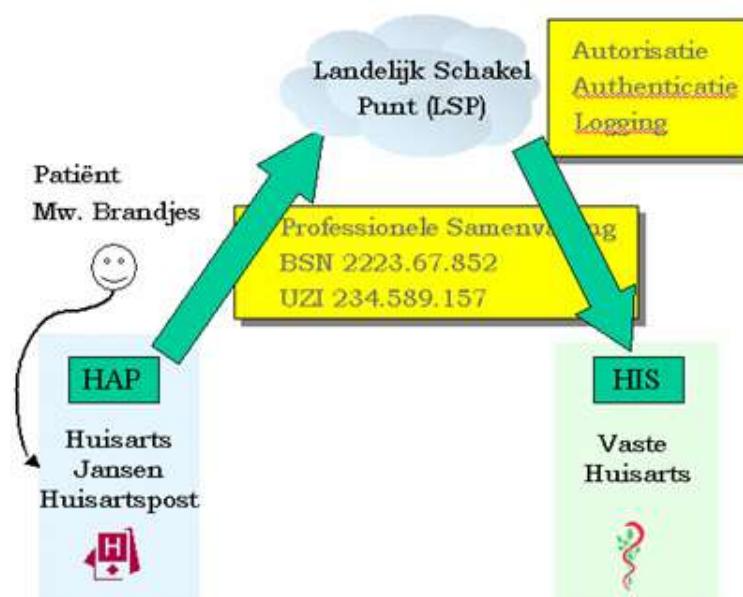 Landelijk Schakel
Punt (LSP)
Autorisatie
Authenticatie
Logging
Patiënt
Mw. Brandjes
Professionele
BSN 2223.67.852
UZI 234.589.157
HAP
Huisarts
Jansen
Huisartspost
H
HIS
Vaste
Huisarts